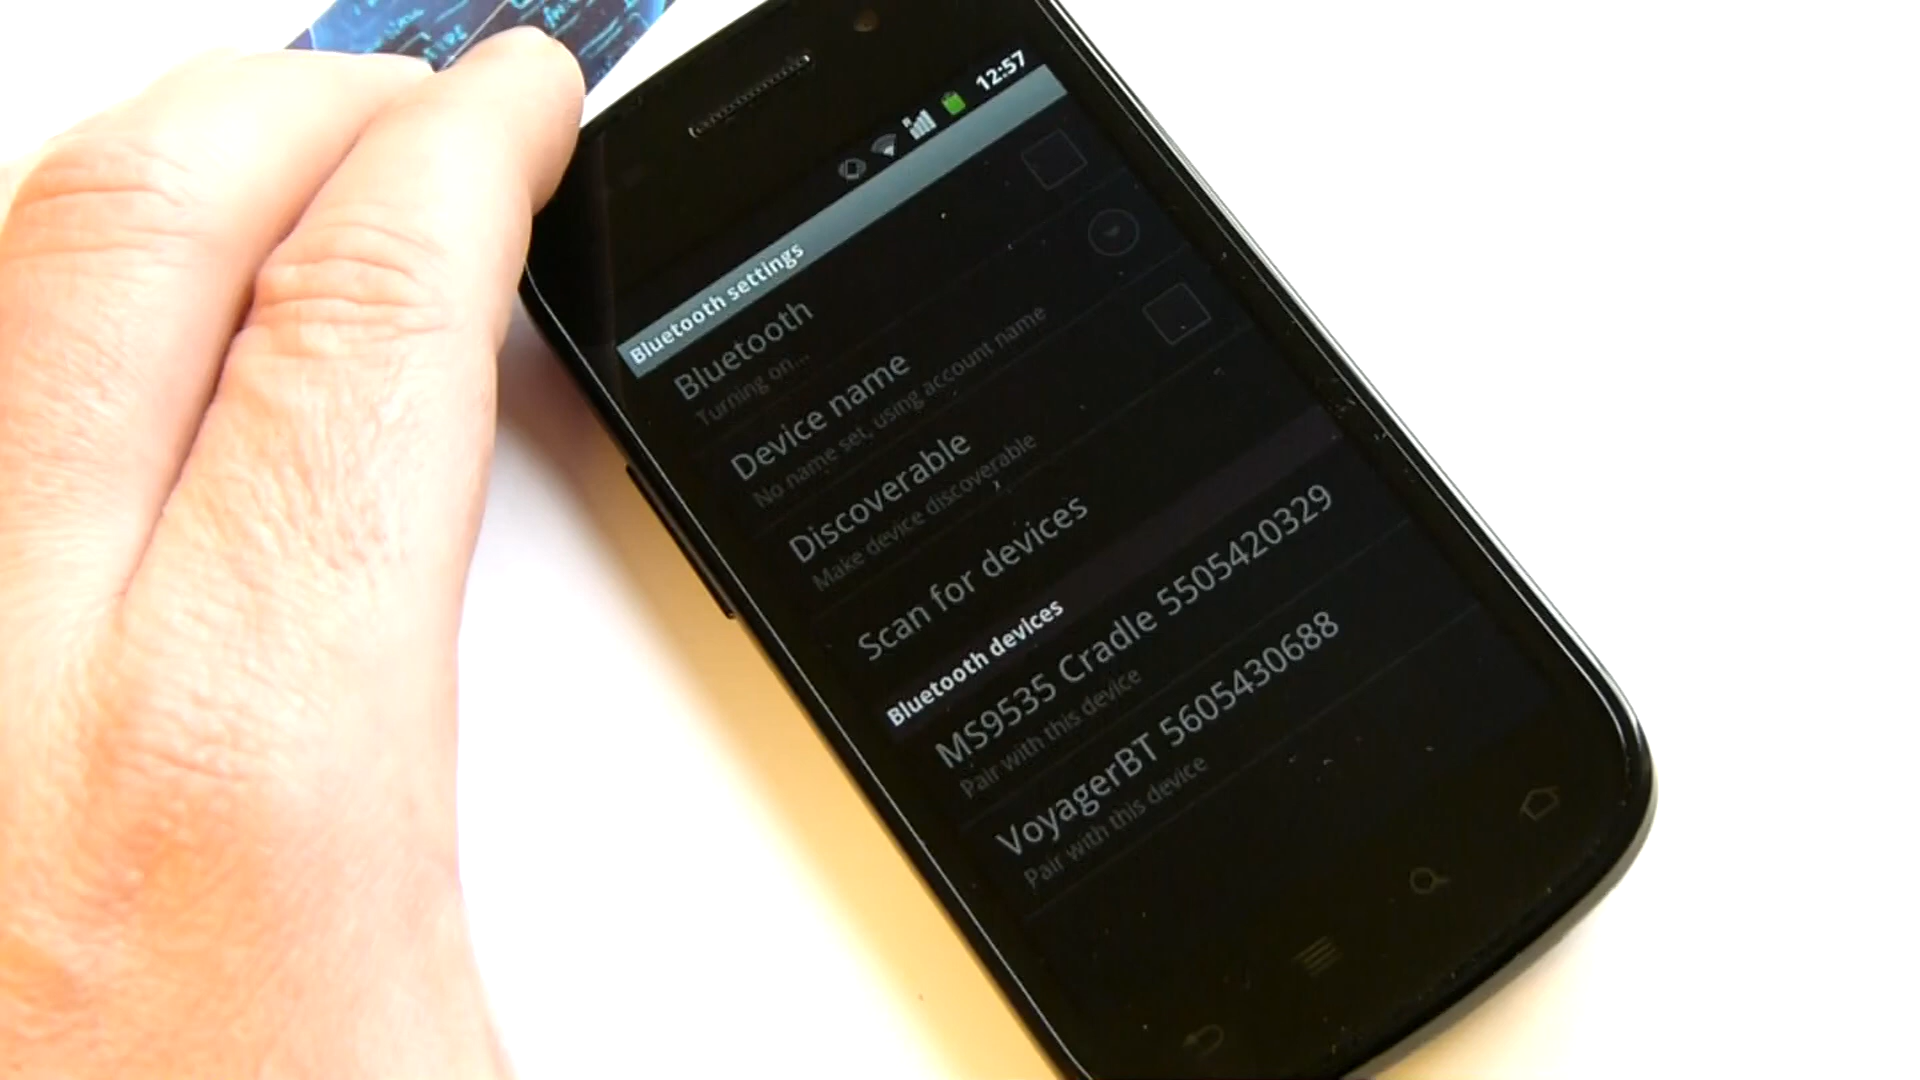 12:57
Bluetooth settings
Bluetooth
Turning on...
Device name
No name set, using account name
Discoverable
Make device discoverable
Scan for devices
Bluetooth devices
MS9535 Cradle 5505420329
Pair with this device
VoyagerBT 5605430688
Pair with this device